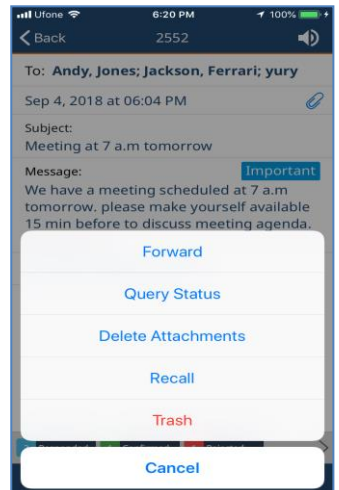 Ufone 6:20 PM 100%
Back 2552
To: Andy, Jones; Jackson, Ferrari; yury
Sep 4, 2018 at 06:04 PM
Subject:
Meeting at 7 a.m tomorrow
Message: Important
We have a meeting scheduled at 7 a.m
tomorrow. please make yourself available
15 min before to discuss meeting agenda.
Forward
Query Status
Delete Attachments
Recall
Trash
Cancel